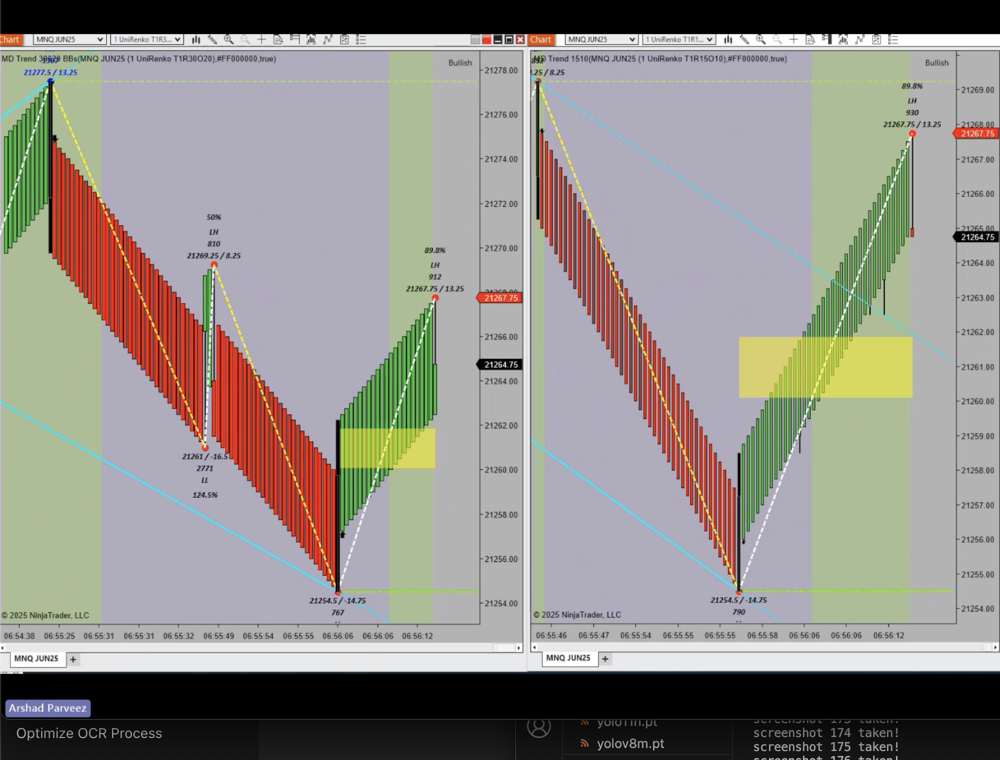 Chart
MNQ JUN25
1 UniRenko T1R3...
Chart
MNQ JUN25
1 UniRenko T1R1...
MD Trend 30R20 BBs(MNQ JUN25 (1 UniRenko T1R30O20),#FF000000,true)
Bullish
21277.5 / 13.25
50%
LH
810
21269.25 / 8.25
89.8%
LH
912
21267.75 / 13.25
21261 / -16.5
2771
LL
124.5%
21254.5 / -14.75
767
21278.00
21276.00
21274.00
21272.00
21270.00
21267.75
21266.00
21264.75
21264.00
21262.00
21260.00
21258.00
21256.00
21254.00
© 2025 NinjaTrader, LLC
06:54:38
06:55:25
06:55:31
06:55:31
06:55:32
06:55:49
06:55:54
06:55:55
06:56:06
06:56:06
06:56:12
MNQ JUN25
+
MD Trend 1510(MNQ JUN25 (1 UniRenko T1R15O10),#FF000000,true)
Bullish
.25 / 8.25
89.8%
LH
930
21267.75 / 13.25
21254.5 / -14.75
790
21269.00
21268.00
21267.75
21267.00
21266.00
21265.00
21264.75
21264.00
21263.00
21262.00
21261.00
21260.00
21259.00
21258.00
21257.00
21256.00
21255.00
21254.00
© 2025 NinjaTrader, LLC
06:55:46
06:55:47
06:55:54
06:55:55
06:55:55
06:55:58
06:56:06
06:56:06
06:56:12
MNQ JUN25
+
Arshad Parveez
Optimize OCR Process
yolo11n.pt
yolov8m.pt
screenshot 173 taken!
screenshot 174 taken!
screenshot 175 taken!
screenshot 176 taken!